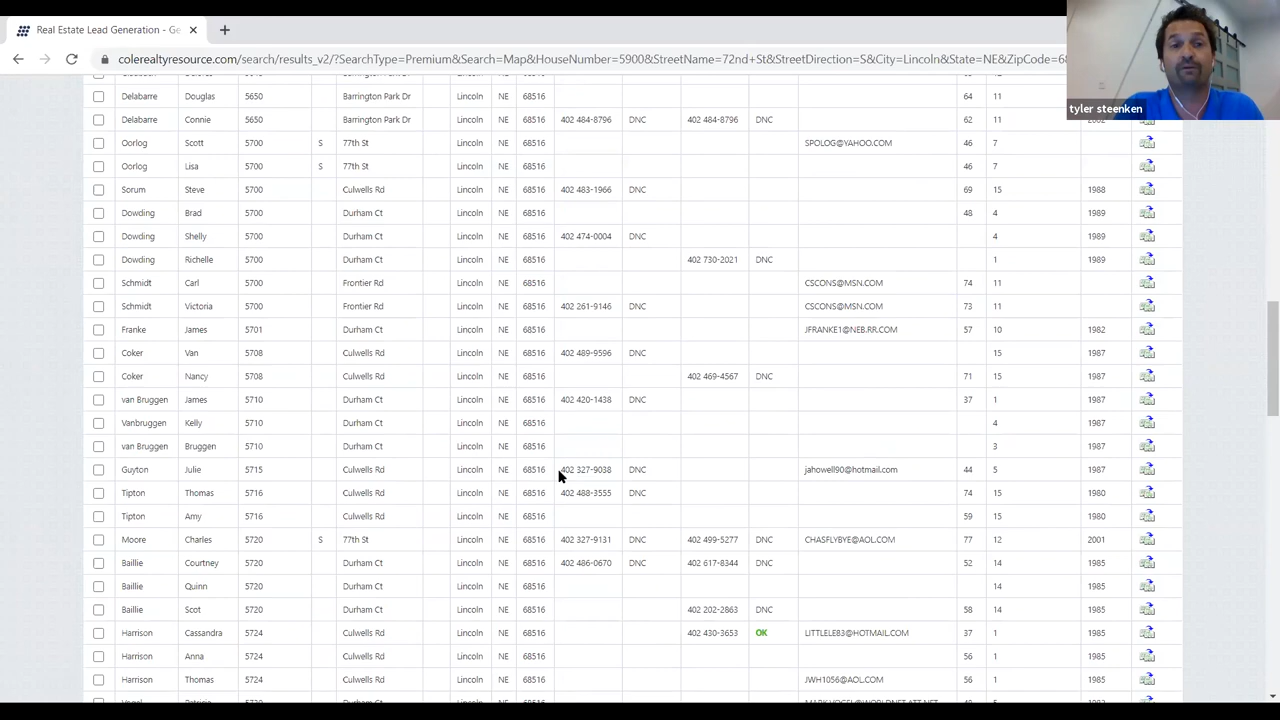 Real Estate Lead Generation - Ge
colerealtyresource.com/search/results_v2/?SearchType=Premium&Search=Map&HouseNumber=5900&StreetName=72nd+St&StreetDirection=S&City=Lincoln&State=NE&ZipCode=68
tyler steenken
Delabarre Douglas 5650 Barrington Park Dr Lincoln NE 68516 64 11
Delabarre Connie 5650 Barrington Park Dr Lincoln NE 68516 402 484-8796 DNC 402 484-8796 DNC 62 11 2002
Oorlog Scott 5700 S 77th St Lincoln NE 68516 SPOLOG@YAHOO.COM 46 7
Oorlog Lisa 5700 S 77th St Lincoln NE 68516 46 7
Sorum Steve 5700 Culwells Rd Lincoln NE 68516 402 483-1966 DNC 69 15 1988
Dowding Brad 5700 Durham Ct Lincoln NE 68516 48 4 1989
Dowding Shelly 5700 Durham Ct Lincoln NE 68516 402 474-0004 DNC 4 1989
Dowding Richelle 5700 Durham Ct Lincoln NE 68516 402 730-2021 DNC 1 1989
Schmidt Carl 5700 Frontier Rd Lincoln NE 68516 CSCONS@MSN.COM 74 11
Schmidt Victoria 5700 Frontier Rd Lincoln NE 68516 402 261-9146 DNC CSCONS@MSN.COM 73 11
Franke James 5701 Durham Ct Lincoln NE 68516 JFRANKE1@NEB.RR.COM 57 10 1982
Coker Van 5708 Culwells Rd Lincoln NE 68516 402 489-9596 DNC 15 1987
Coker Nancy 5708 Culwells Rd Lincoln NE 68516 402 469-4567 DNC 71 15 1987
van Bruggen James 5710 Durham Ct Lincoln NE 68516 402 420-1438 DNC 37 1 1987
Vanbruggen Kelly 5710 Durham Ct Lincoln NE 68516 4 1987
van Bruggen Bruggen 5710 Durham Ct Lincoln NE 68516 3 1987
Guyton Julie 5715 Culwells Rd Lincoln NE 68516 402 327-9038 DNC jahowell90@hotmail.com 44 5 1987
Tipton Thomas 5716 Culwells Rd Lincoln NE 68516 402 488-3555 DNC 74 15 1980
Tipton Amy 5716 Culwells Rd Lincoln NE 68516 59 15 1980
Moore Charles 5720 S 77th St Lincoln NE 68516 402 327-9131 DNC 402 499-5277 DNC CHASFLYBYE@AOL.COM 77 12 2001
Baillie Courtney 5720 Durham Ct Lincoln NE 68516 402 486-0670 DNC 402 617-8344 DNC 52 14 1985
Baillie Quinn 5720 Durham Ct Lincoln NE 68516 14 1985
Baillie Scot 5720 Durham Ct Lincoln NE 68516 402 202-2863 DNC 58 14 1985
Harrison Cassandra 5724 Culwells Rd Lincoln NE 68516 402 430-3653 OK LITTLELEB3@HOTMAIL.COM 37 1 1985
Harrison Anna 5724 Culwells Rd Lincoln NE 68516 56 1 1985
Harrison Thomas 5724 Culwells Rd Lincoln NE 68516 JWH1056@AOL.COM 56 1 1985